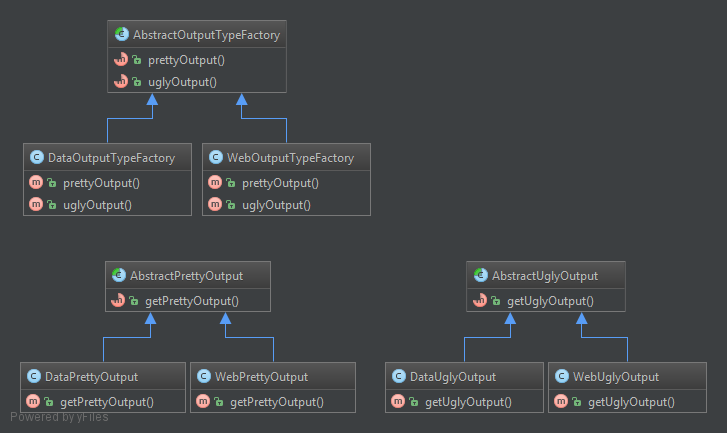 AbstractOutputTypeFactory
prettyOutput()
uglyOutput()
DataOutputTypeFactory
prettyOutput()
uglyOutput()
WebOutputTypeFactory
prettyOutput()
uglyOutput()
AbstractPrettyOutput
getPrettyOutput()
AbstractUglyOutput
getUglyOutput()
DataPrettyOutput
getPrettyOutput()
WebPrettyOutput
getPrettyOutput()
DataUglyOutput
getUglyOutput()
WebUglyOutput
getUglyOutput()
Powered by yFiles